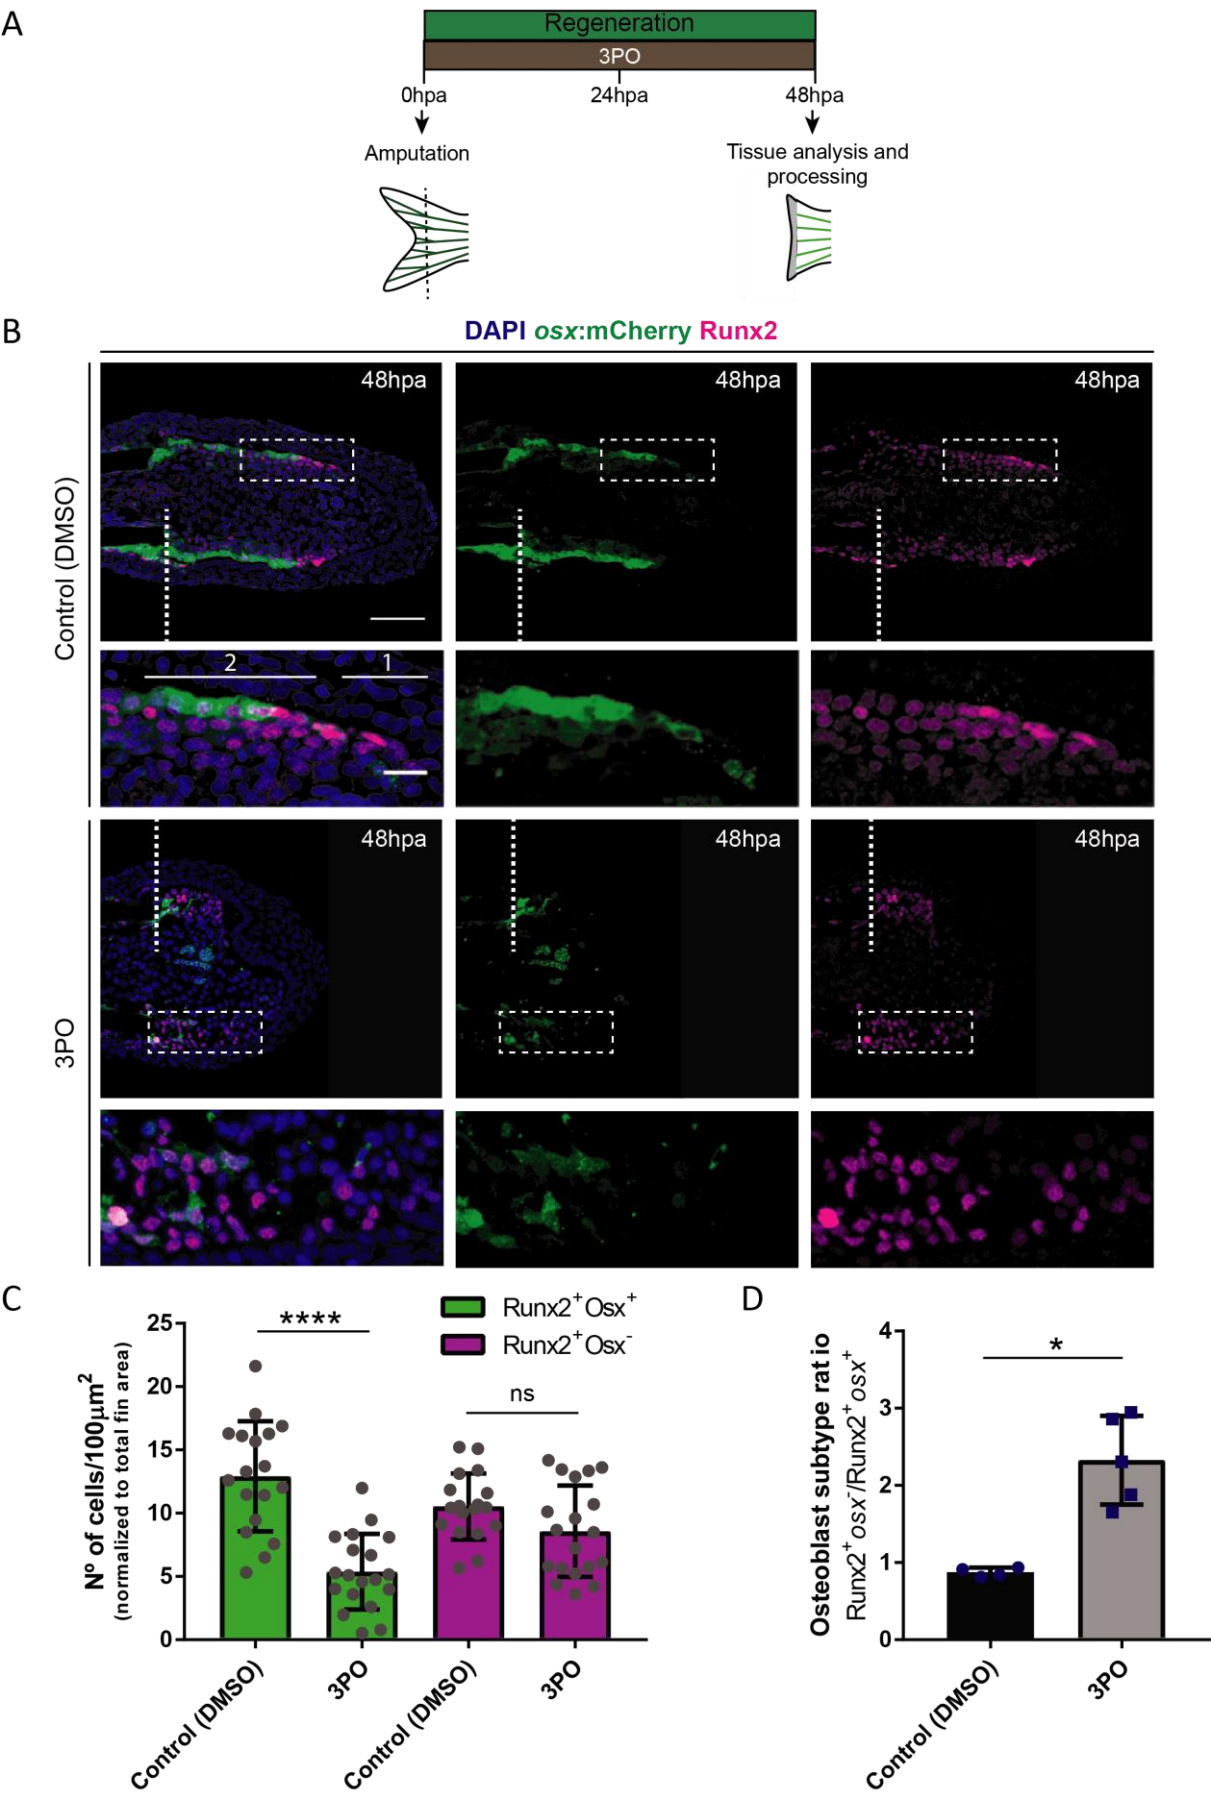 A
Regeneration
3PO
0hpa
24hpa
48hpa
Amputation
Tissue analysis and
processing
B
DAPI osx:mCherry Runx2
Control (DMSO)
48hpa
48hpa
48hpa
2
1
3PO
48hpa
48hpa
48hpa
C
Nº of cells/100µm²
(normalized to total fin area)
25
20
15
10
5
0
****
ns
Runx2⁺Osx⁺
Runx2⁺Osx⁻
Control (DMSO)
3PO
Control (DMSO)
3PO
D
Osteoblast subtype ratio
Runx2⁺osx⁻/Runx2⁺osx⁺
4
3
2
1
0
*
Control (DMSO)
3PO